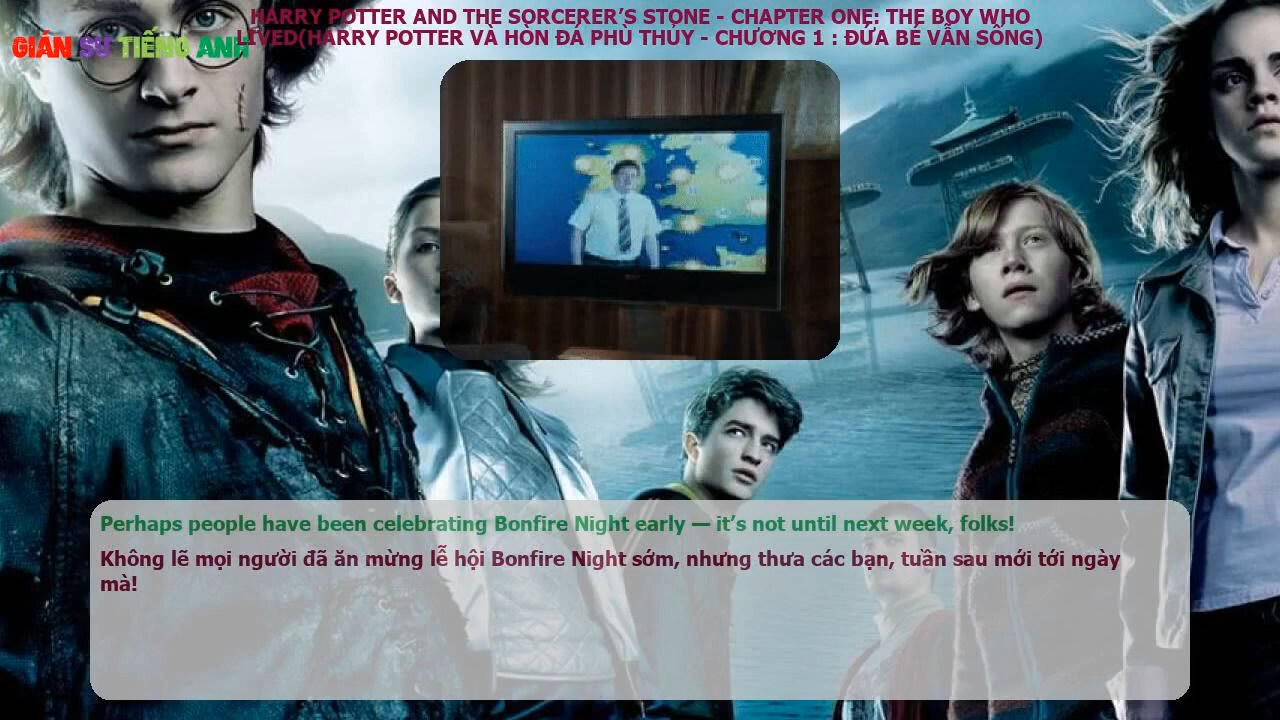 HARRY POTTER AND THE SORCERER’S STONE - CHAPTER ONE: THE BOY WHO
LIVED(HARRY POTTER VÀ HÒN ĐÁ PHÙ THỦY - CHƯƠNG 1 : ĐỨA BÉ VẪN SỐNG)
GIÁN SƯ TIẾNG ANH
Perhaps people have been celebrating Bonfire Night early — it’s not until next week, folks!
Không lẽ mọi người đã ăn mừng lễ hội Bonfire Night sớm, nhưng thưa các bạn, tuần sau mới tới ngày
mà!